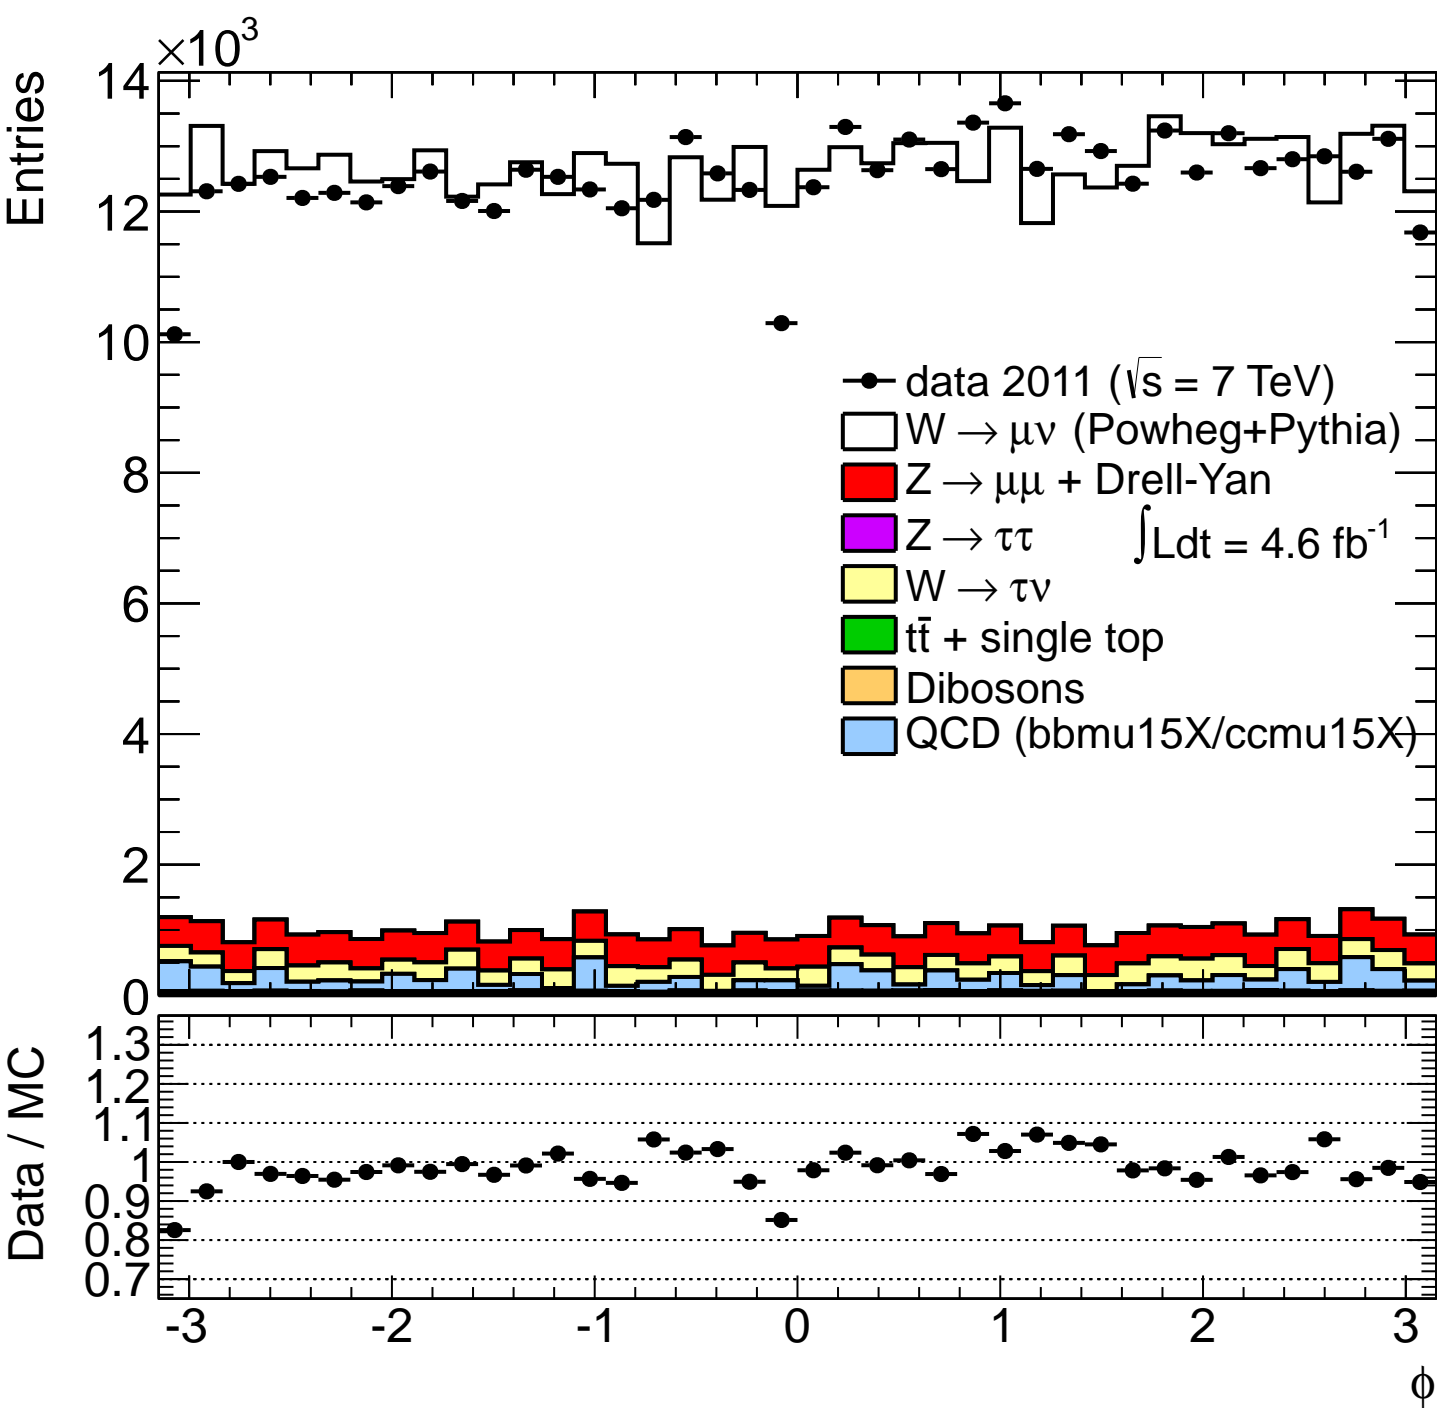 ×10³
Entries
14
12
10
8
6
4
2
0
data 2011 (√s = 7 TeV)
W → μν (Powheg+Pythia)
Z → μμ + Drell-Yan
Z → ττ
∫Ldt = 4.6 fb⁻¹
W → τν
tt̄ + single top
Dibosons
QCD (bbmu15X/ccmu15X)
Data / MC
1.3
1.2
1.1
1
0.9
0.8
0.7
-3 -2 -1 0 1 2 3
ϕ